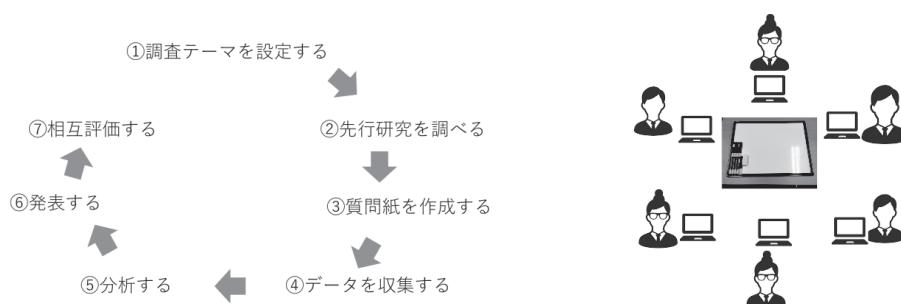 ①調査テーマを設定する
②先行研究を調べる
③質問紙を作成する
④データを収集する
⑤分析する
⑥発表する
⑦相互評価する